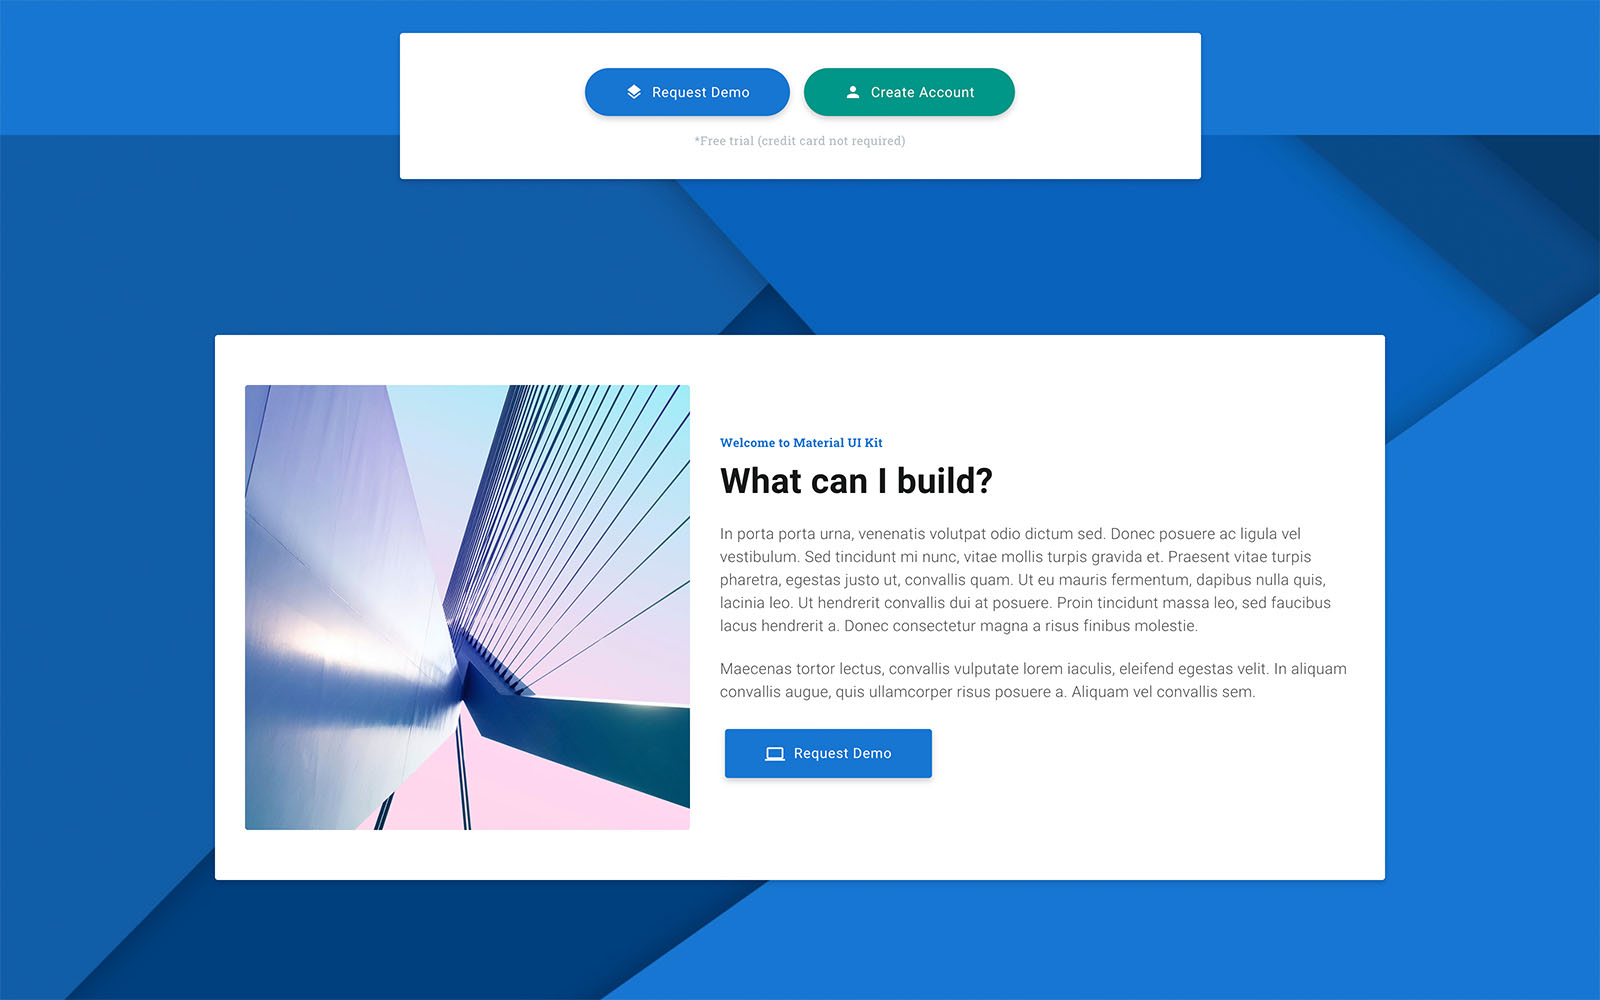 Request Demo
Create Account
*Free trial (credit card not required)
Welcome to Material UI Kit
What can I build?
In porta porta urna, venenatis volutpat odio dictum sed. Donec posuere ac ligula vel
vestibulum. Sed tincidunt mi nunc, vitae mollis turpis gravida et. Praesent vitae turpis
pharetra, egestas justo ut, convallis quam. Ut eu mauris fermentum, dapibus nulla quis,
lacinia leo. Ut hendrerit convallis dui at posuere. Proin tincidunt massa leo, sed faucibus
lacus hendrerit a. Donec consectetur magna a risus finibus molestie.
Maecenas tortor lectus, convallis vulputate lorem iaculis, eleifend egestas velit. In aliquam
convallis augue, quis ullamcorper risus posuere a. Aliquam vel convallis sem.
Request Demo